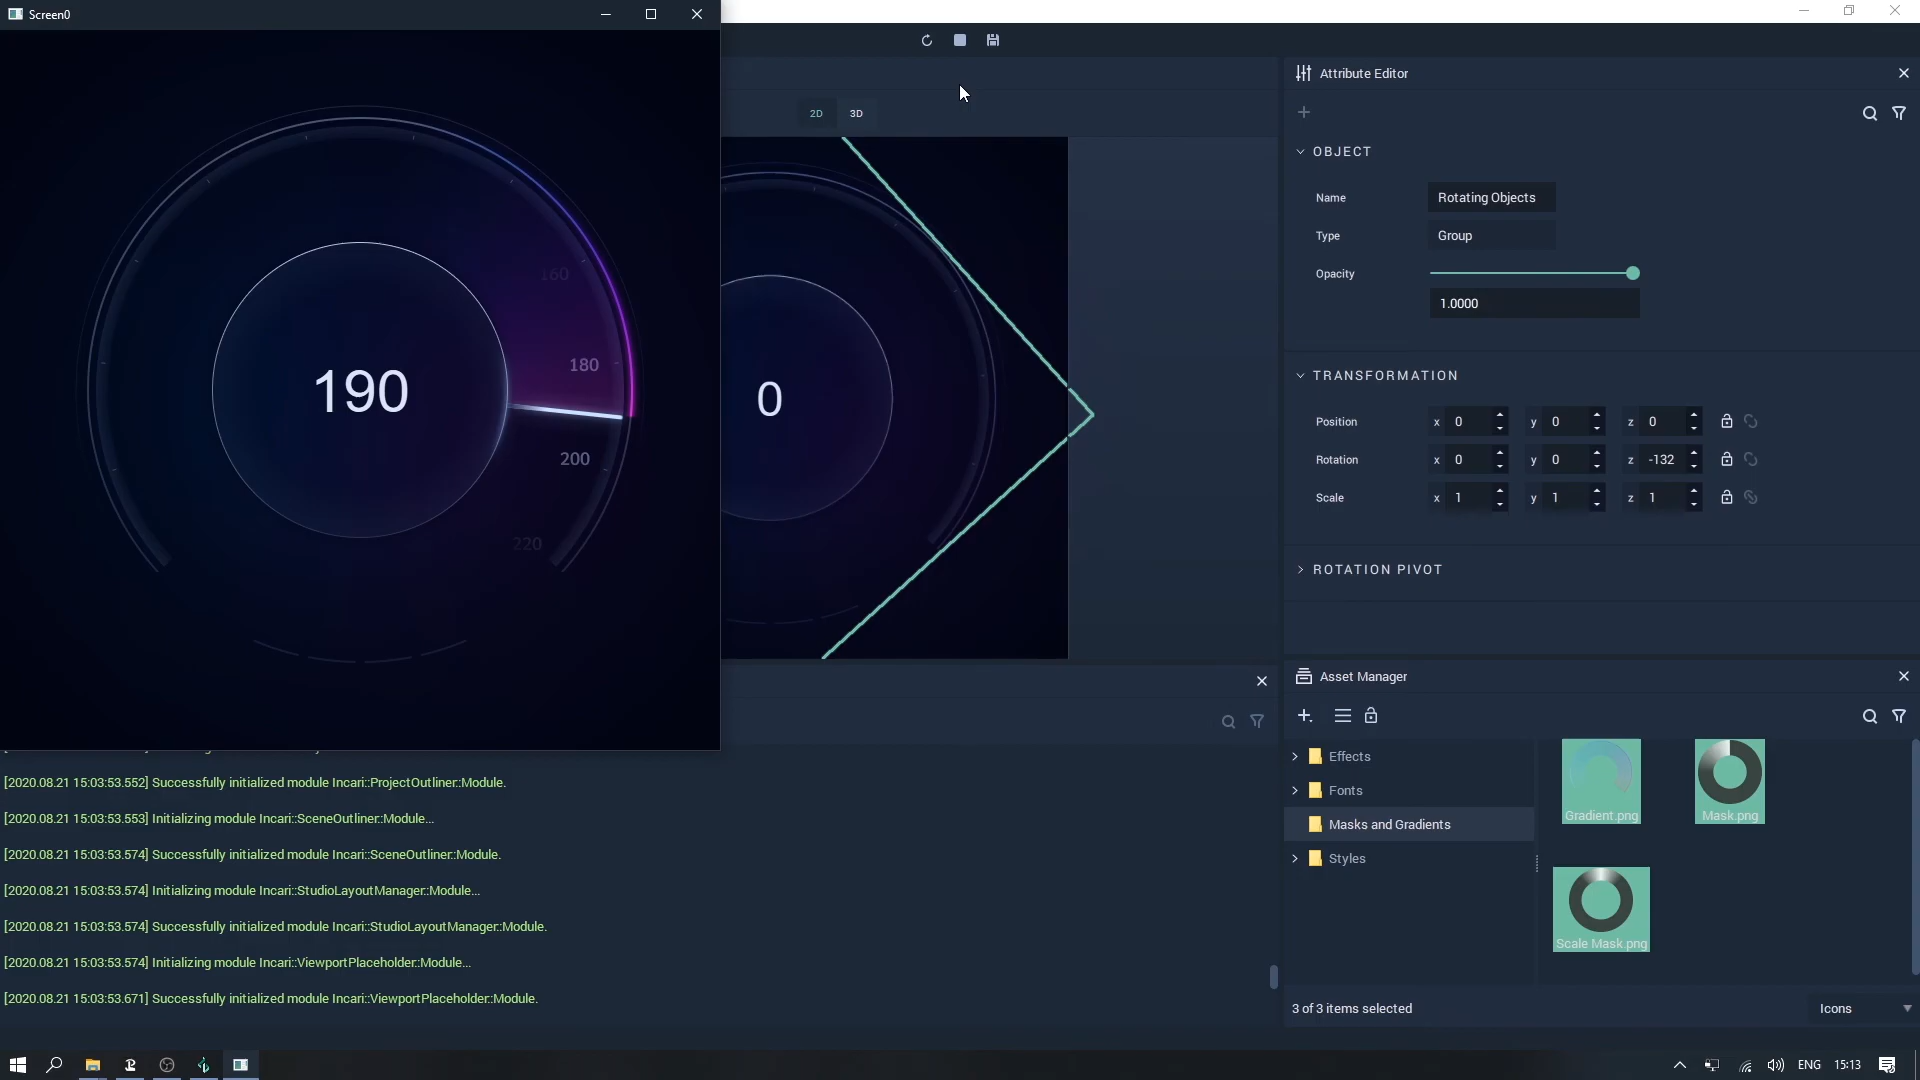 Screen0
160
180
190
200
220
2D
3D
0
Attribute Editor
OBJECT
Name
Rotating Objects
Type
Group
Opacity
1.0000
TRANSFORMATION
Position x 0 y 0 z 0
Rotation x 0 y 0 z -132
Scale x 1 y 1 z 1
ROTATION PIVOT
[2020.08.21 15:03:53.552] Successfully initialized module Incari::ProjectOutliner::Module.
[2020.08.21 15:03:53.553] Initializing module Incari::SceneOutliner::Module...
[2020.08.21 15:03:53.574] Successfully initialized module Incari::SceneOutliner::Module.
[2020.08.21 15:03:53.574] Initializing module Incari::StudioLayoutManager::Module...
[2020.08.21 15:03:53.574] Successfully initialized module Incari::StudioLayoutManager::Module.
[2020.08.21 15:03:53.574] Initializing module Incari::ViewportPlaceholder::Module...
[2020.08.21 15:03:53.671] Successfully initialized module Incari::ViewportPlaceholder::Module.
Asset Manager
Effects
Fonts
Masks and Gradients
Styles
Gradient.png
Mask.png
Scale Mask.png
3 of 3 items selected
Icons
ENG
15:13